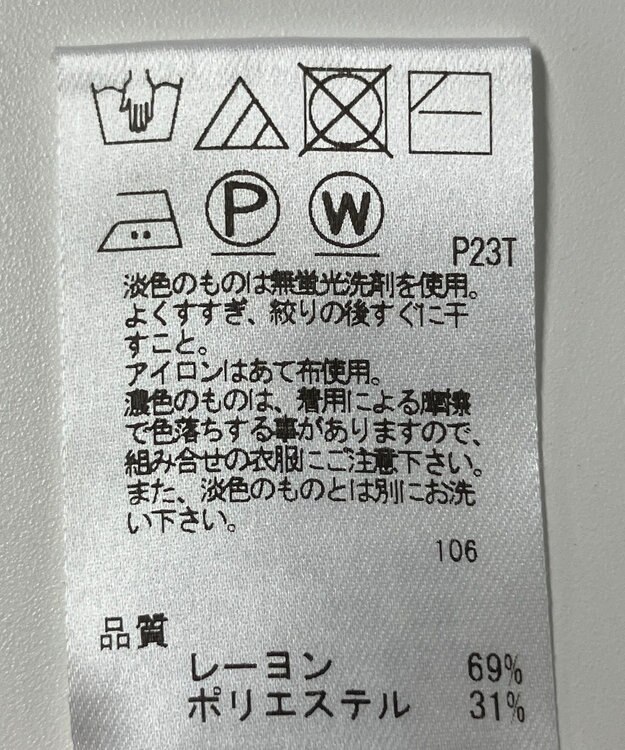 P W
P23T
淡色のものは無蛍光洗剤を使用。
よくすすぎ、絞りの後すぐに干
すこと。
アイロンはあて布使用。
濃色のものは、着用による摩擦
で色落ちする事がありますので、
組み合せの衣服にご注意下さい。
また、淡色のものとは別にお洗
い下さい。
106
品質
レーヨン 69%
ポリエステル 31%